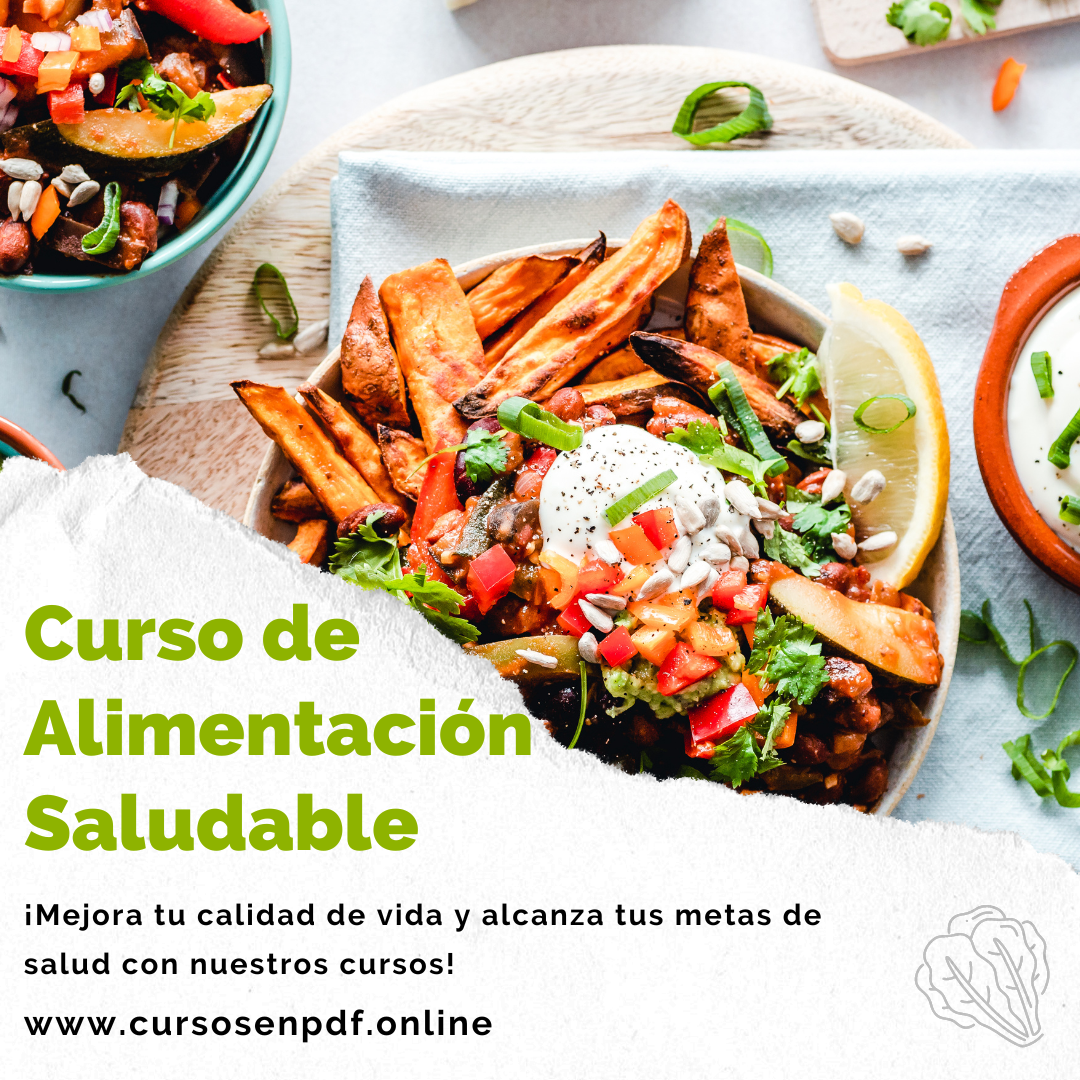 Curso de
Alimentación
Saludable
¡Mejora tu calidad de vida y alcanza tus metas de
salud con nuestros cursos!
www.cursosenpdf.online